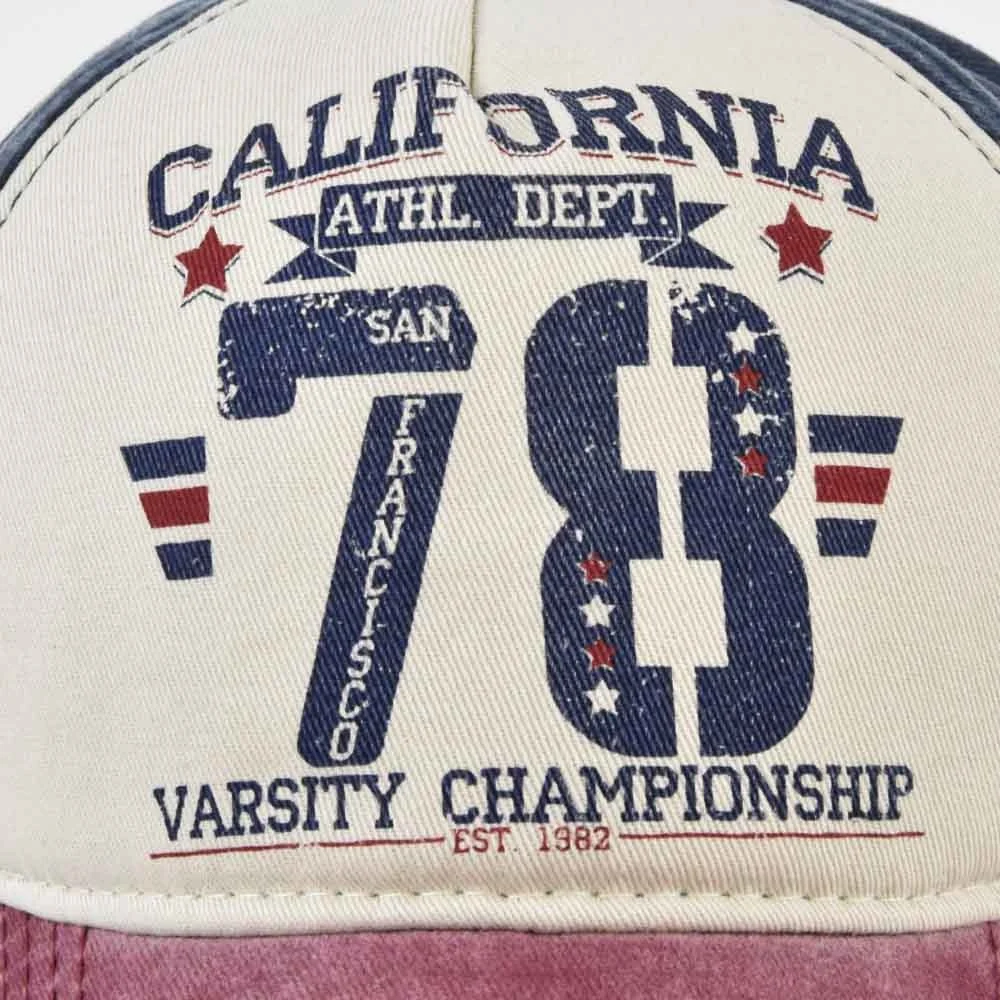 CALIFORNIA
ATHL. DEPT.
78
SAN
FRANCISCO
VARSITY CHAMPIONSHIP
EST. 1982